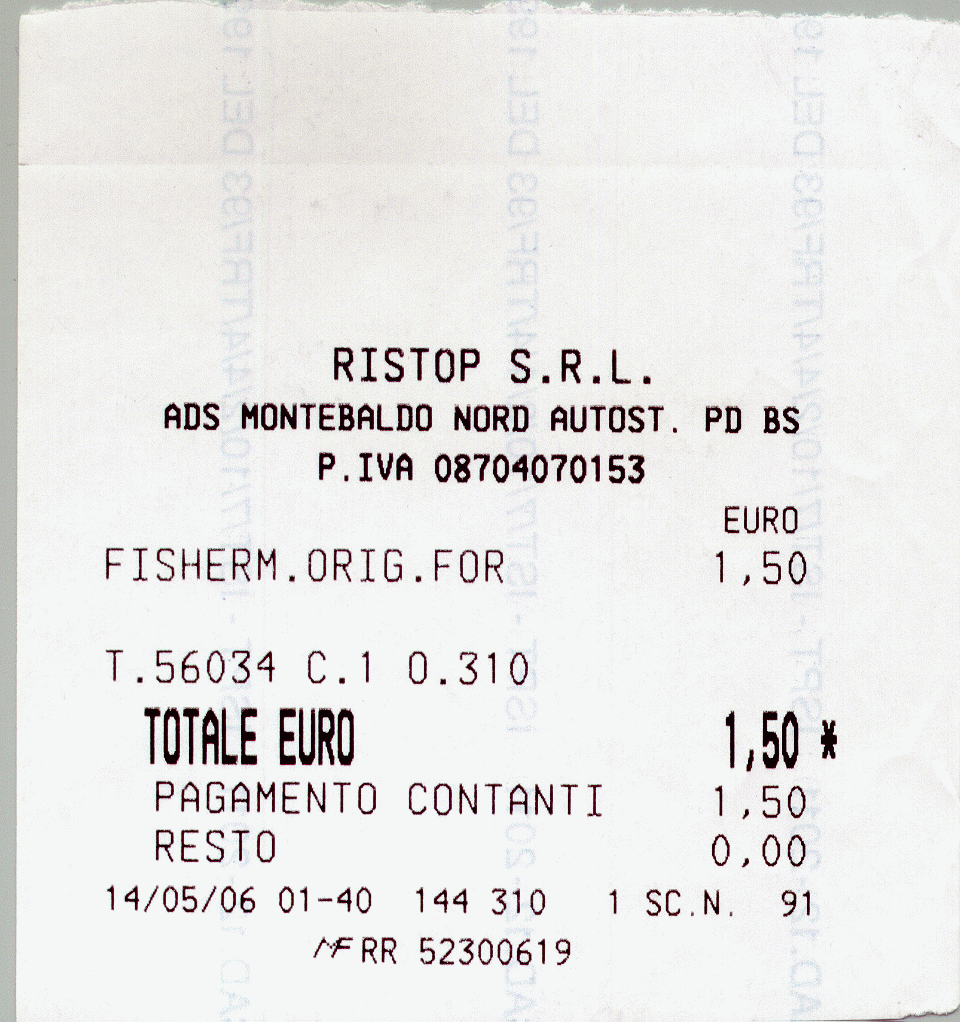 RISTOP S.R.L.
ADS MONTEBALDO NORD AUTOST. PD BS
P.IVA 08704070153
EURO
FISHERM.ORIG.FOR 1,50
T.56034 C.1 O.310
TOTALE EURO 1,50 *
PAGAMENTO CONTANTI 1,50
RESTO 0,00
14/05/06 01-40 144 310 1 SC.N. 91
MF RR 52300619